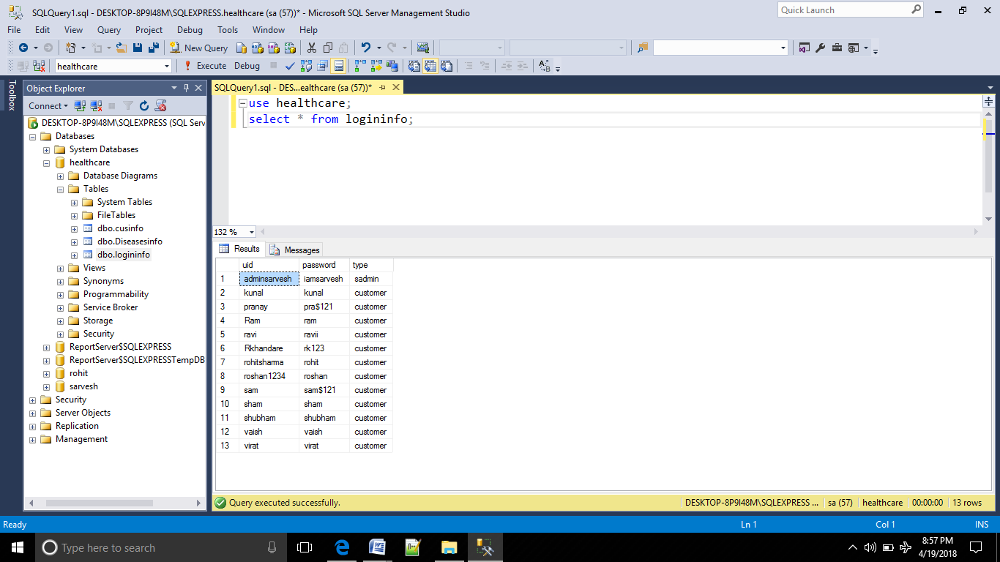 SQLQuery1.sql - DESKTOP-8P9I48M\SQLEXPRESS.healthcare (sa (57))* - Microsoft SQL Server Management Studio
Quick Launch
File Edit View Query Project Debug Tools Window Help
New Query
healthcare
Execute Debug
Toolbox
Object Explorer
Connect
DESKTOP-8P9I48M\SQLEXPRESS (SQL Serv
Databases
System Databases
healthcare
Database Diagrams
Tables
System Tables
FileTables
dbo.cusinfo
dbo.Diseasesinfo
dbo.logininfo
Views
Synonyms
Programmability
Service Broker
Storage
Security
ReportServer$SQLEXPRESS
ReportServer$SQLEXPRESSTempDB
rohit
sarvesh
Security
Server Objects
Replication
Management
SQLQuery1.sql - DES...ealthcare (sa (57))*
use healthcare;
select * from logininfo;
132 %
Results Messages
uid password type
1 adminsarvesh iamsarvesh sadmin
2 kunal kunal customer
3 pranay pra$121 customer
4 Ram ram customer
5 ravi ravii customer
6 Rkhandare rk123 customer
7 rohitsharma rohit customer
8 roshan1234 roshan customer
9 sam sam$121 customer
10 sham sham customer
11 shubham shubham customer
12 vaish vaish customer
13 virat virat customer
Query executed successfully.
DESKTOP-8P9I48M\SQLEXPRESS ... sa (57) healthcare 00:00:00 13 rows
Ready Ln 1 Col 1 INS
Type here to search
8:57 PM
4/19/2018